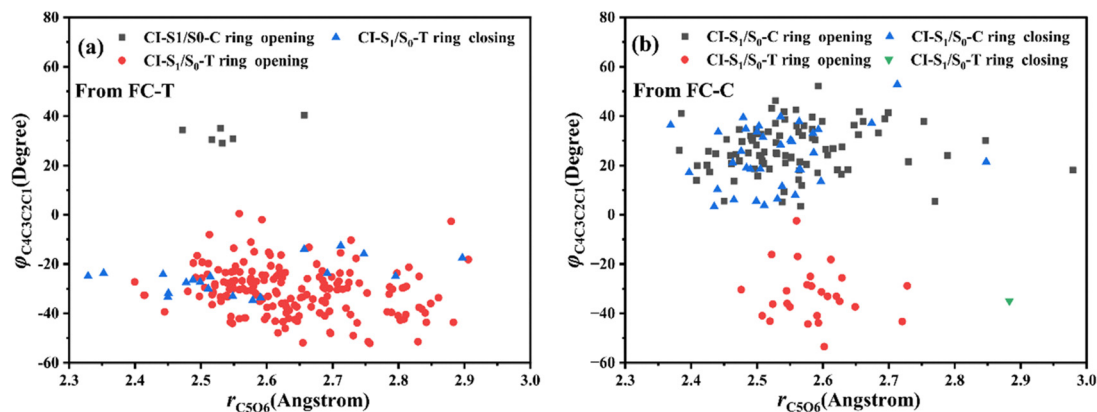 (a)
CI-S1/S0-C ring opening
CI-S₁/S₀-T ring closing
CI-S₁/S₀-T ring opening
From FC-T
80
60
40
20
0
-20
-40
-60
φC4C3C2C1(Degree)
2.3 2.4 2.5 2.6 2.7 2.8 2.9 3.0
rC5O6(Angstrom)
(b)
CI-S₁/S₀-C ring opening
CI-S₁/S₀-C ring closing
CI-S₁/S₀-T ring opening
CI-S₁/S₀-T ring closing
From FC-C
80
60
40
20
0
−20
−40
−60
φC4C3C2C1(Degree)
2.3 2.4 2.5 2.6 2.7 2.8 2.9 3.0
rC5O6(Angstrom)